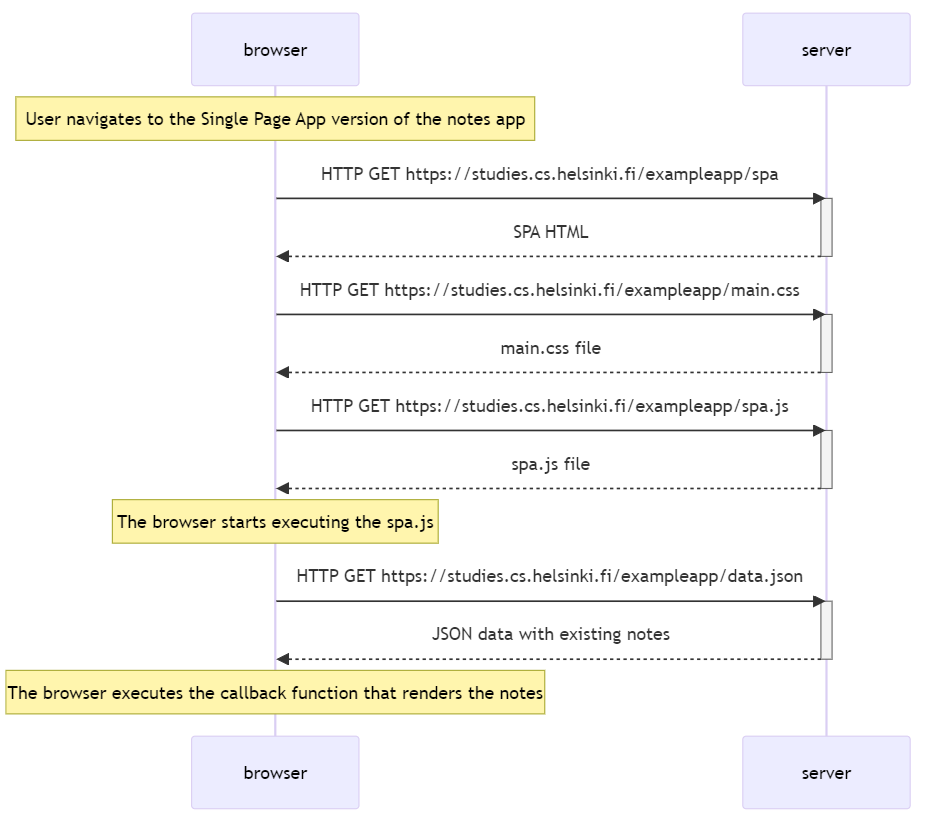 browser
server
User navigates to the Single Page App version of the notes app
HTTP GET https://studies.cs.helsinki.fi/exampleapp/spa
SPA HTML
HTTP GET https://studies.cs.helsinki.fi/exampleapp/main.css
main.css file
HTTP GET https://studies.cs.helsinki.fi/exampleapp/spa.js
spa.js file
The browser starts executing the spa.js
HTTP GET https://studies.cs.helsinki.fi/exampleapp/data.json
JSON data with existing notes
The browser executes the callback function that renders the notes
browser
server